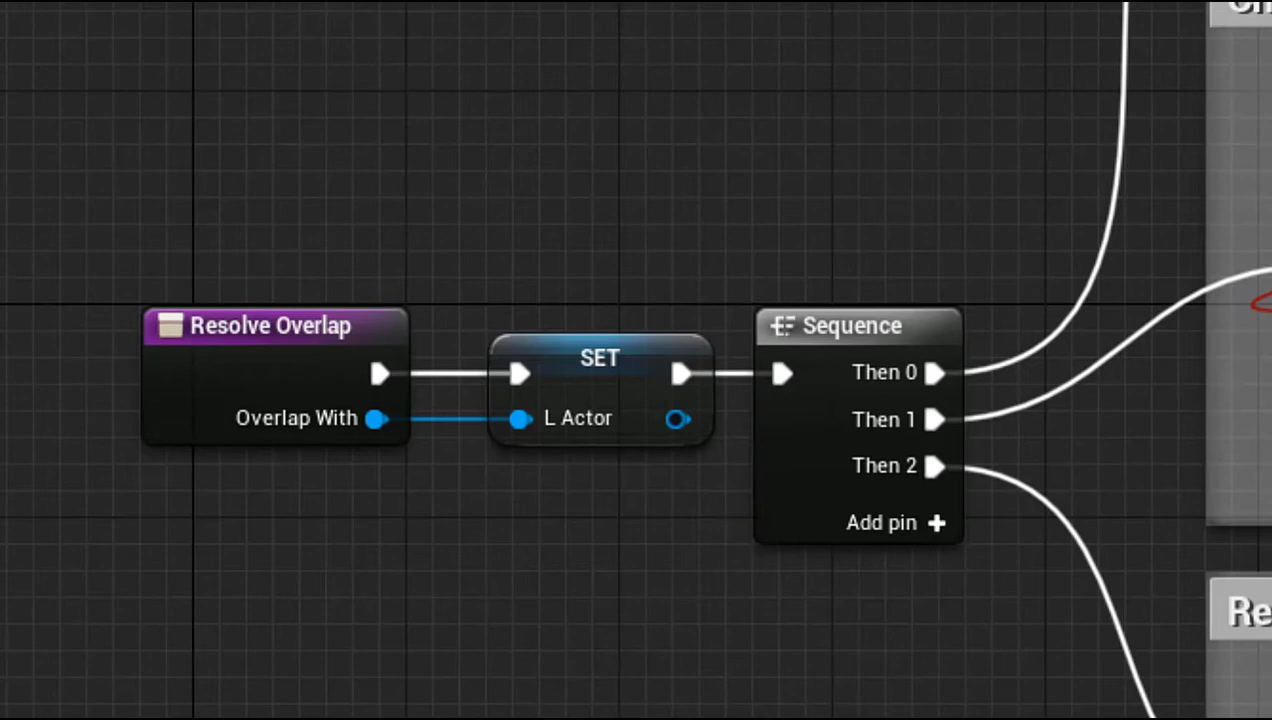 Resolve Overlap
Overlap With
SET
L Actor
Sequence
Then 0
Then 1
Then 2
Add pin
Re